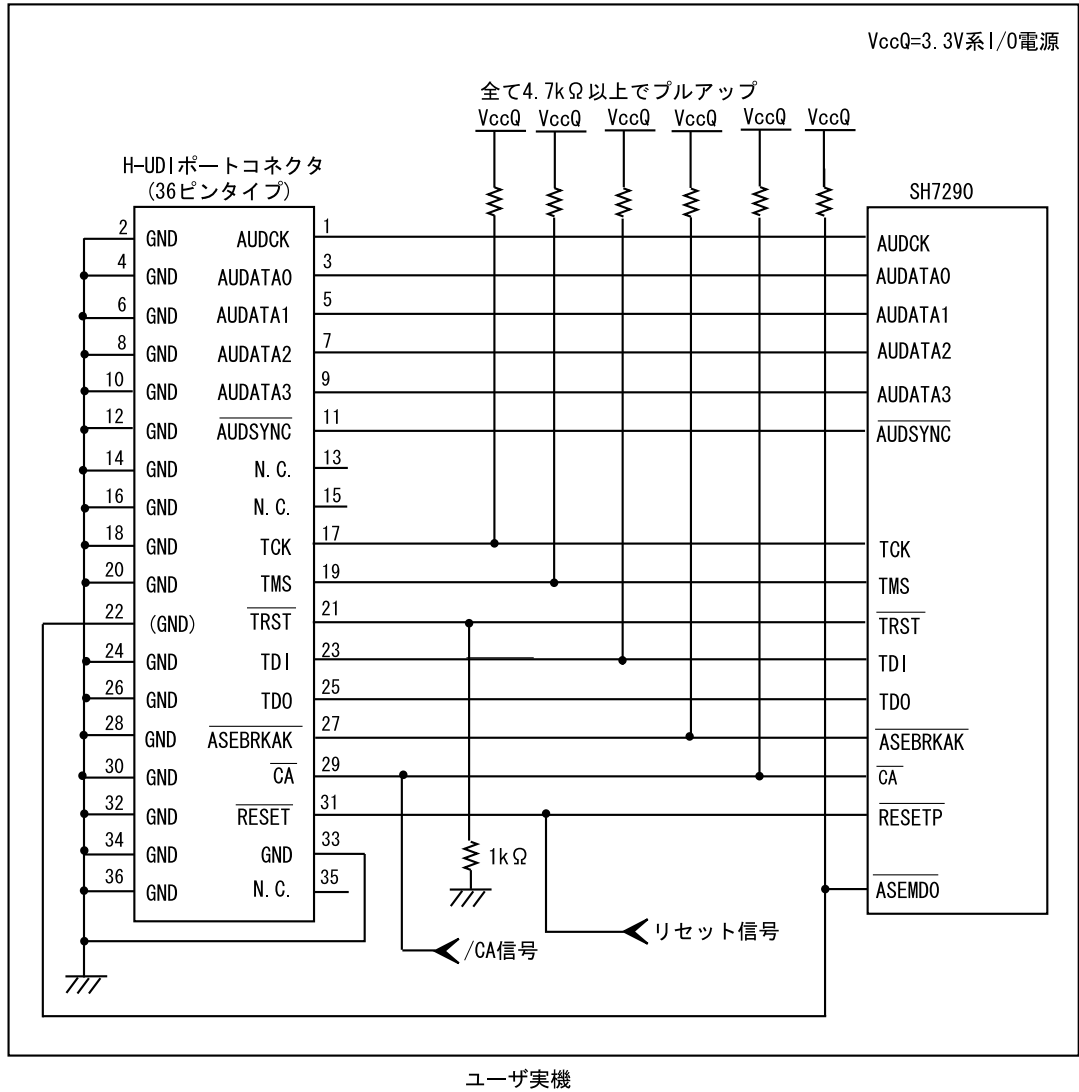 VccQ=3.3V系I/O電源
全て4.7kΩ以上でプルアップ
VccQ VccQ VccQ VccQ VccQ VccQ
H-UDIポートコネクタ
(36ピンタイプ)
SH7290
2 GND AUDCK 1 AUDCK
4 GND AUDATA0 3 AUDATA0
6 GND AUDATA1 5 AUDATA1
8 GND AUDATA2 7 AUDATA2
10 GND AUDATA3 9 AUDATA3
12 GND AUDSYNC 11 AUDSYNC
14 GND N.C. 13
16 GND N.C. 15
18 GND TCK 17 TCK
20 GND TMS 19 TMS
22 (GND) TRST 21 TRST
24 GND TDI 23 TDI
26 GND TDO 25 TDO
28 GND ASEBRKAK 27 ASEBRKAK
30 GND CA 29 CA
32 GND RESET 31 RESETP
34 GND GND 33
1kΩ
36 GND N.C. 35 ASEMD0
リセット信号
/CA信号
ユーザ実機